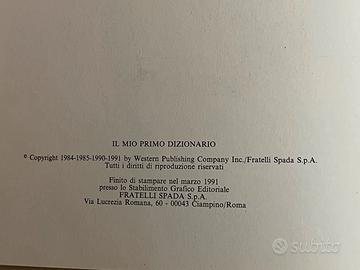 IL MIO PRIMO DIZIONARIO
© Copyright 1984-1985-1990-1991 by Western Publishing Company Inc./Fratelli Spada S.p.A.
Tutti i diritti di riproduzione riservati
Finito di stampare nel marzo 1991
presso lo Stabilimento Grafico Editoriale
FRATELLI SPADA S.p.A.
Via Lucrezia Romana, 60 - 00043 Ciampino/Roma
subito